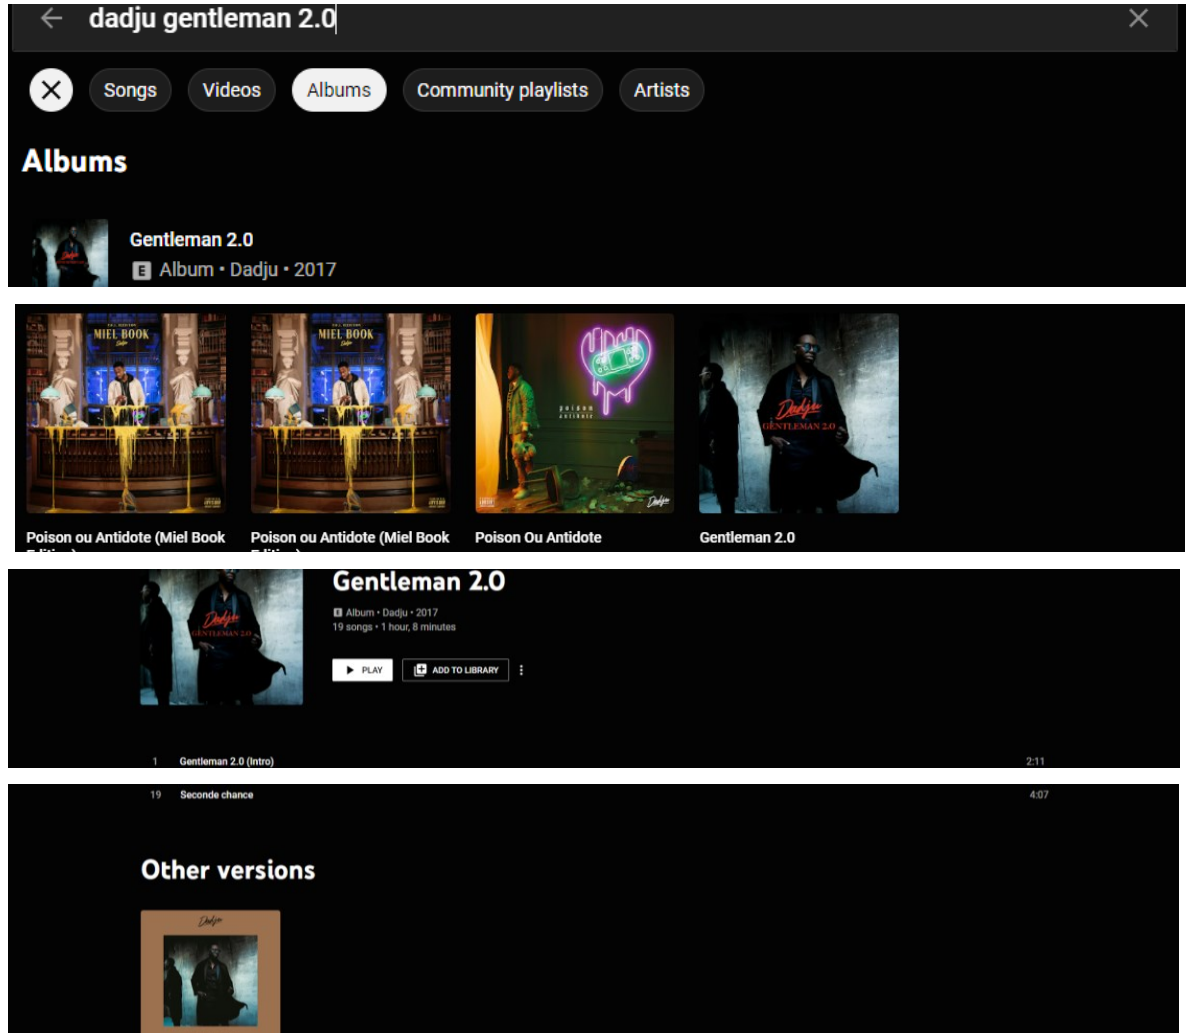 dadju gentleman 2.0
Songs
Videos
Albums
Community playlists
Artists
Albums
Gentleman 2.0
E Album • Dadju • 2017
MIEL BOOK
Dadju
MIEL BOOK
Dadju
poison
antidote
Dadju
Dadju
GENTLEMAN 2.0
Poison ou Antidote (Miel Book
Edition)
Poison ou Antidote (Miel Book
Edition)
Poison Ou Antidote
Gentleman 2.0
Dadju
GENTLEMAN 2.0
Gentleman 2.0
E Album • Dadju • 2017
19 songs • 1 hour, 8 minutes
PLAY
ADD TO LIBRARY
1 Gentleman 2.0 (Intro) 2:11
19 Seconde chance 4:07
Other versions
Dadju